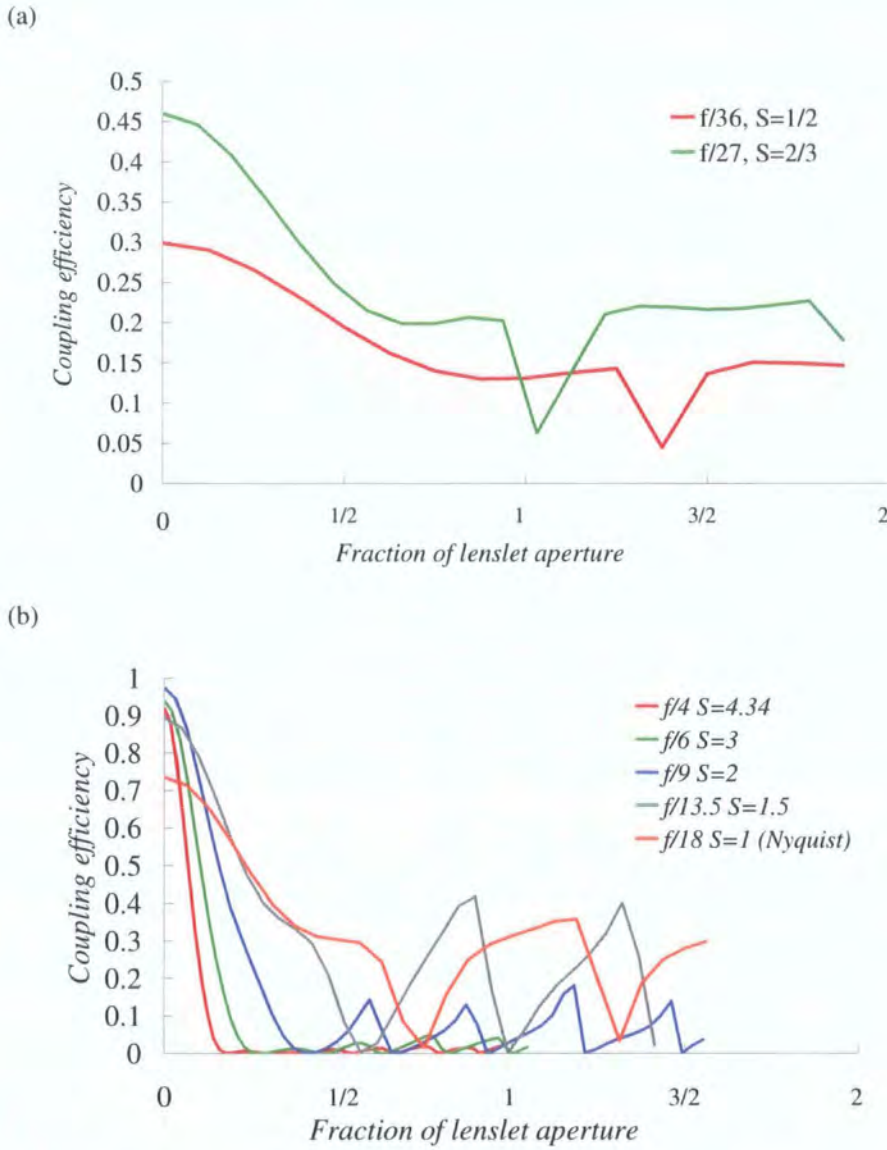 (a)
0.5
0.45
0.4
0.35
0.3
0.25
0.2
0.15
0.1
0.05
0
Coupling efficiency
f/36, S=1/2
f/27, S=2/3
0
1/2
1
3/2
2
Fraction of lenslet aperture
(b)
1
0.9
0.8
0.7
0.6
0.5
0.4
0.3
0.2
0.1
0
Coupling efficiency
f/4 S=4.34
f/6 S=3
f/9 S=2
f/13.5 S=1.5
f/18 S=1 (Nyquist)
0
1/2
1
3/2
2
Fraction of lenslet aperture